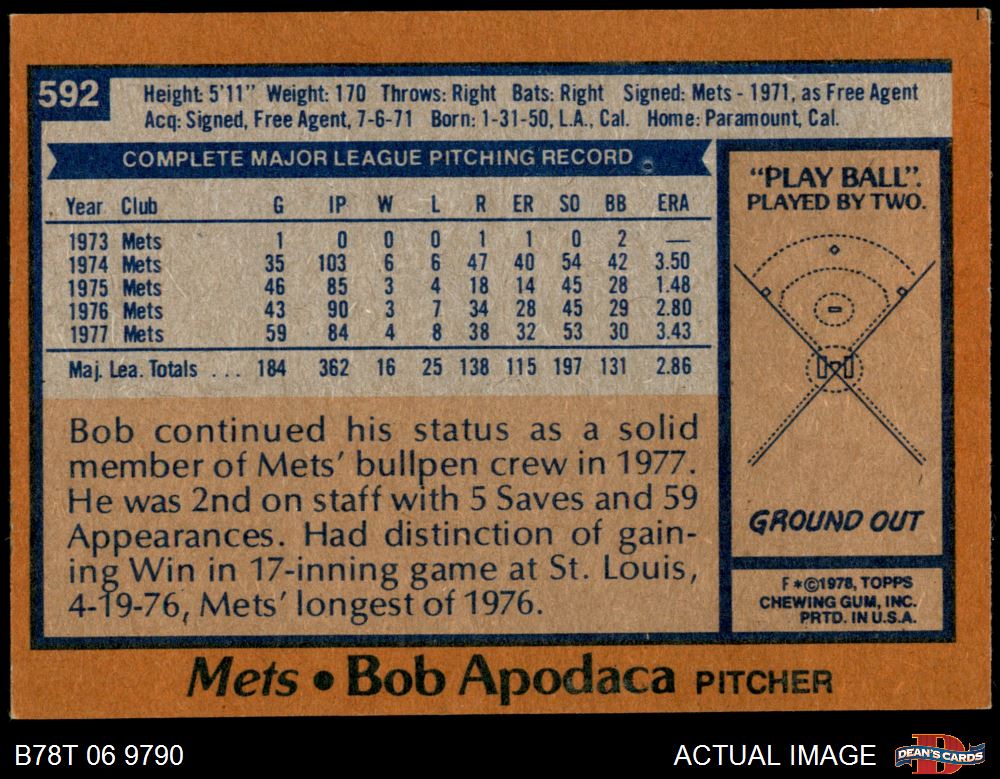 592
Height: 5'11" Weight: 170 Throws: Right Bats: Right Signed: Mets - 1971, as Free Agent
Acq: Signed, Free Agent, 7-6-71 Born: 1-31-50, L.A., Cal. Home: Paramount, Cal.
COMPLETE MAJOR LEAGUE PITCHING RECORD
Year Club G IP W L R ER SO BB ERA
1973 Mets 1 0 0 0 1 1 0 2 —
1974 Mets 35 103 6 6 47 40 54 42 3.50
1975 Mets 46 85 3 4 18 14 45 28 1.48
1976 Mets 43 90 3 7 34 28 45 29 2.80
1977 Mets 59 84 4 8 38 32 53 30 3.43
Maj. Lea. Totals . . . 184 362 16 25 138 115 197 131 2.86
Bob continued his status as a solid
member of Mets' bullpen crew in 1977.
He was 2nd on staff with 5 Saves and 59
Appearances. Had distinction of gain-
ing Win in 17-inning game at St. Louis,
4-19-76, Mets' longest of 1976.
"PLAY BALL".
PLAYED BY TWO.
GROUND OUT
F*©1978, TOPPS
CHEWING GUM, INC.
PRTD. IN U.S.A.
Mets • Bob Apodaca PITCHER
B78T 06 9790
ACTUAL IMAGE
D
DEAN'S CARDS